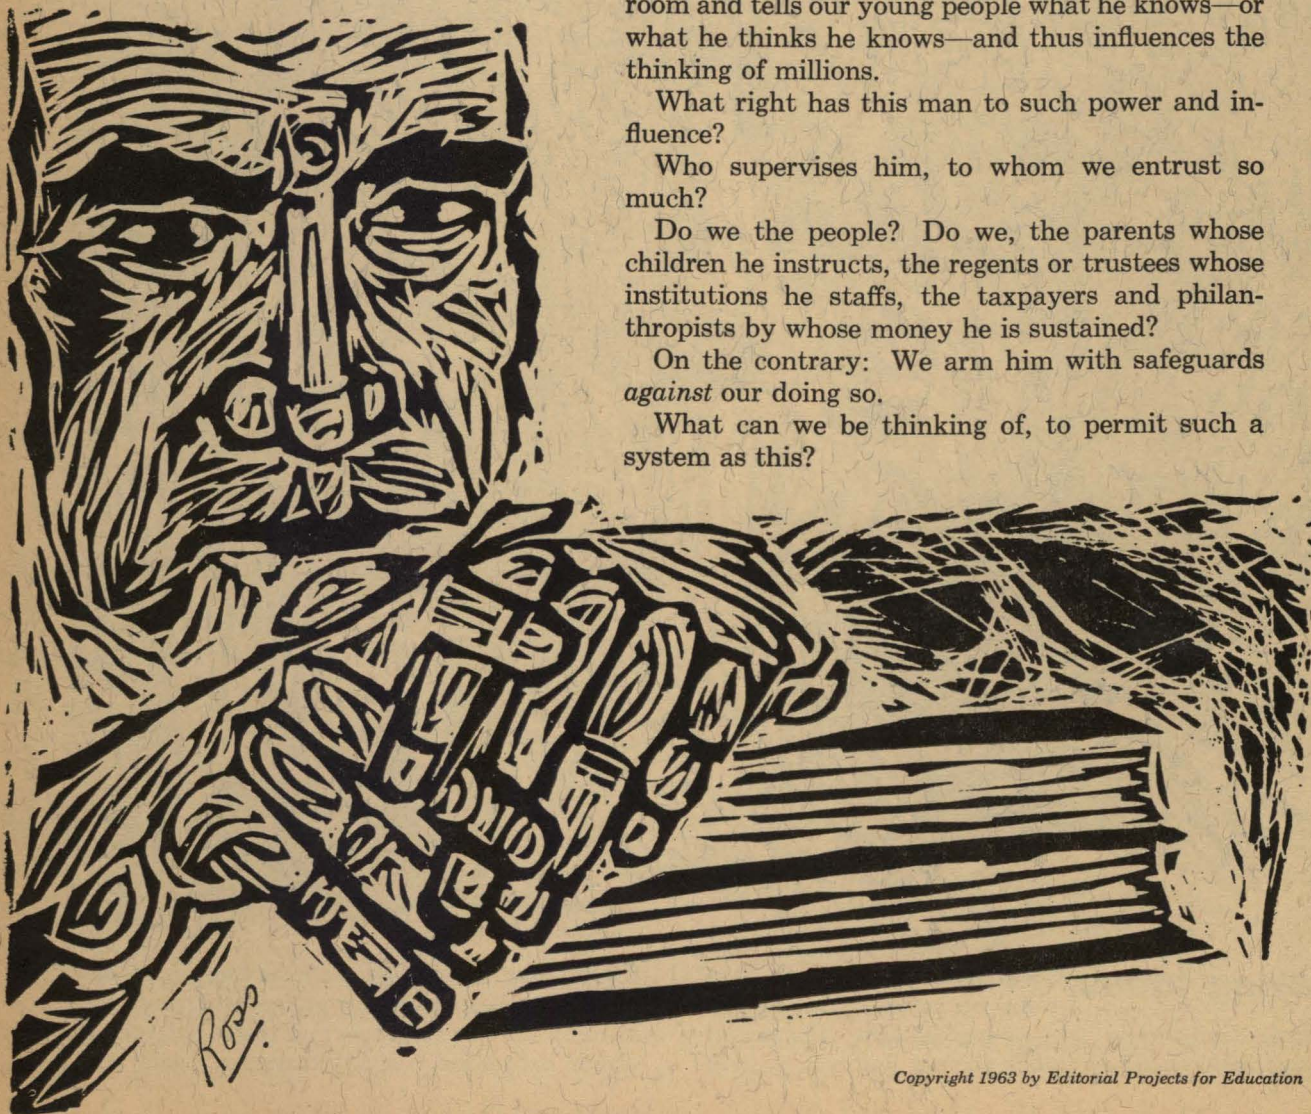 room and tells our young people what he knows—or
what he thinks he knows—and thus influences the
thinking of millions.
What right has this man to such power and in-
fluence?
Who supervises him, to whom we entrust so
much?
Do we the people? Do we, the parents whose
children he instructs, the regents or trustees whose
institutions he staffs, the taxpayers and philan-
thropists by whose money he is sustained?
On the contrary: We arm him with safeguards
against our doing so.
What can we be thinking of, to permit such a
system as this?
Ross
Copyright 1963 by Editorial Projects for Education